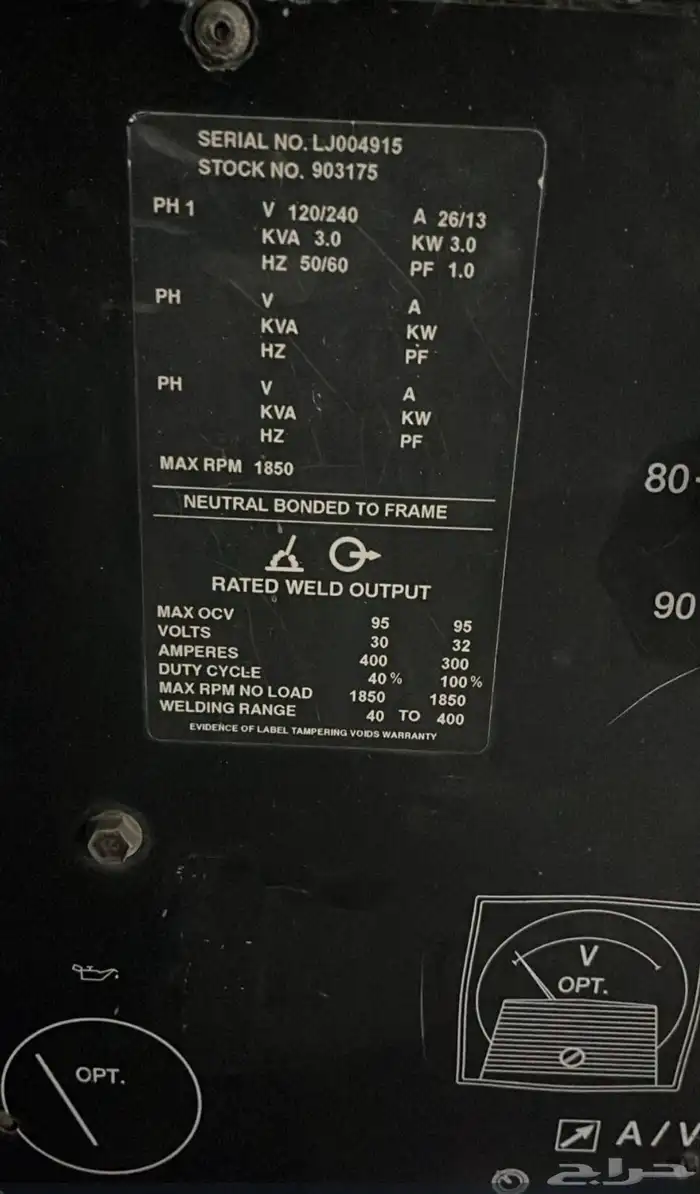 SERIAL NO. LJ004915
STOCK NO. 903175
PH 1 V 120/240 A 26/13
KVA 3.0 KW 3.0
HZ 50/60 PF 1.0
PH V A
KVA KW
HZ PF
PH V A
KVA KW
HZ PF
MAX RPM 1850
NEUTRAL BONDED TO FRAME
RATED WELD OUTPUT
MAX OCV 95 95
VOLTS 30 32
AMPERES 400 300
DUTY CYCLE 40 % 100 %
MAX RPM NO LOAD 1850 1850
WELDING RANGE 40 TO 400
EVIDENCE OF LABEL TAMPERING VOIDS WARRANTY
80
90
V
OPT.
OPT.
A / V
حراج